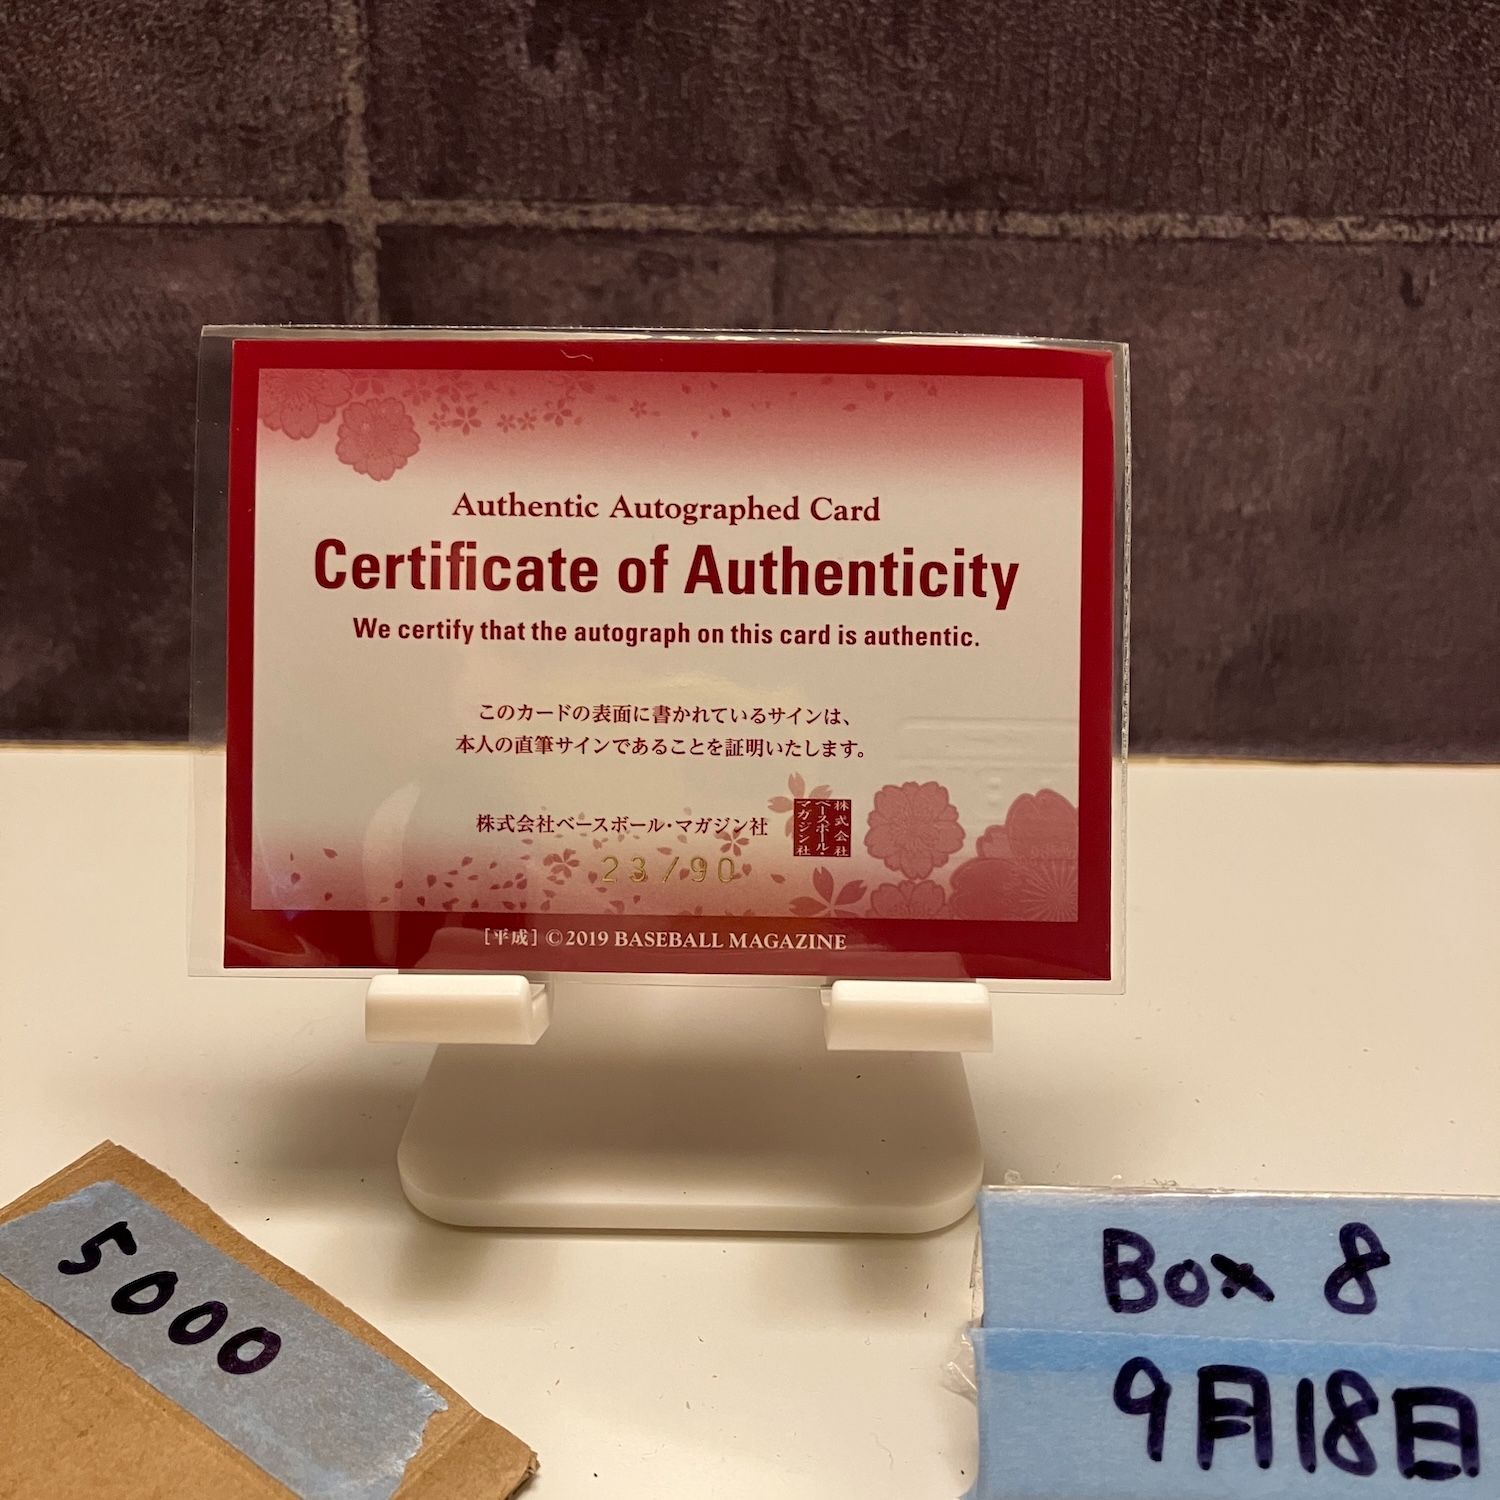 Authentic Autographed Card
Certificate of Authenticity
We certify that the autograph on this card is authentic.
このカードの表面に書かれているサインは、
本人の直筆サインであることを証明いたします。
株式会社ベースボール・マガジン社
株式会社
ベースボール・
マガジン社
23/90
[平成] ©2019 BASEBALL MAGAZINE
5000
Box 8
9月18日